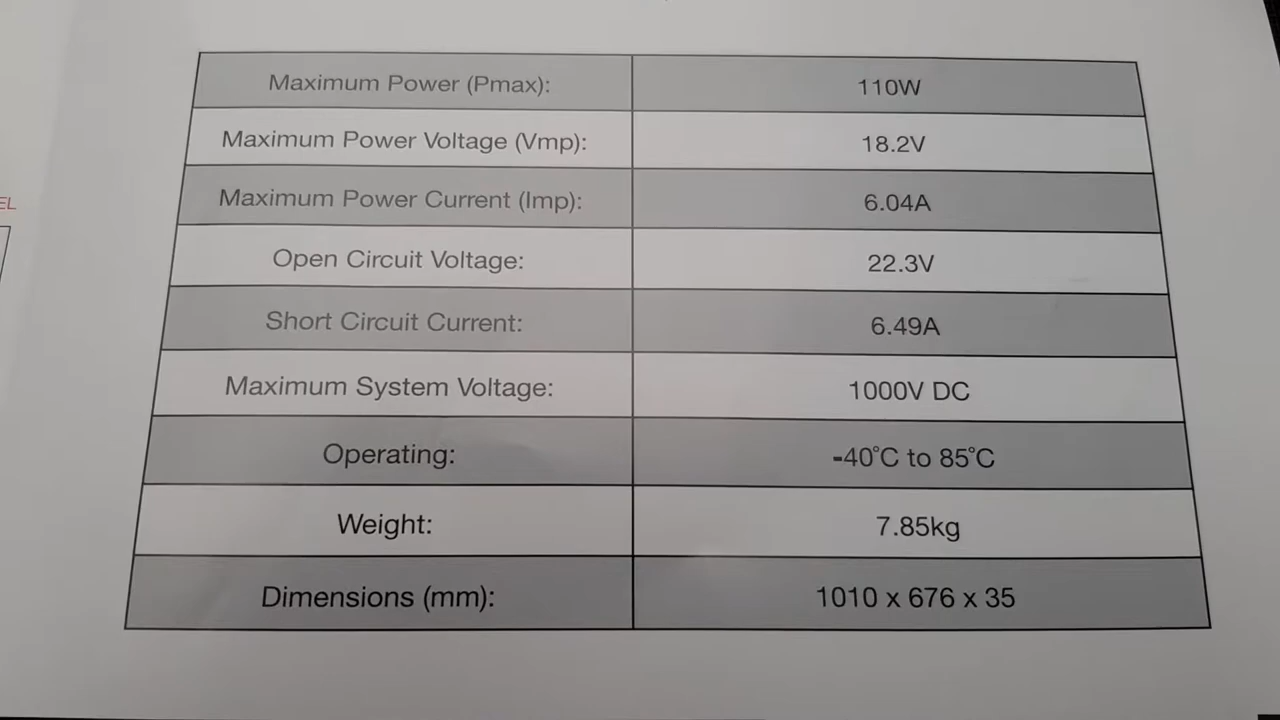 Maximum Power (Pmax): 110W
Maximum Power Voltage (Vmp): 18.2V
Maximum Power Current (Imp): 6.04A
EL
Open Circuit Voltage: 22.3V
Short Circuit Current: 6.49A
Maximum System Voltage: 1000V DC
Operating: -40°C to 85°C
Weight: 7.85kg
Dimensions (mm): 1010 x 676 x 35